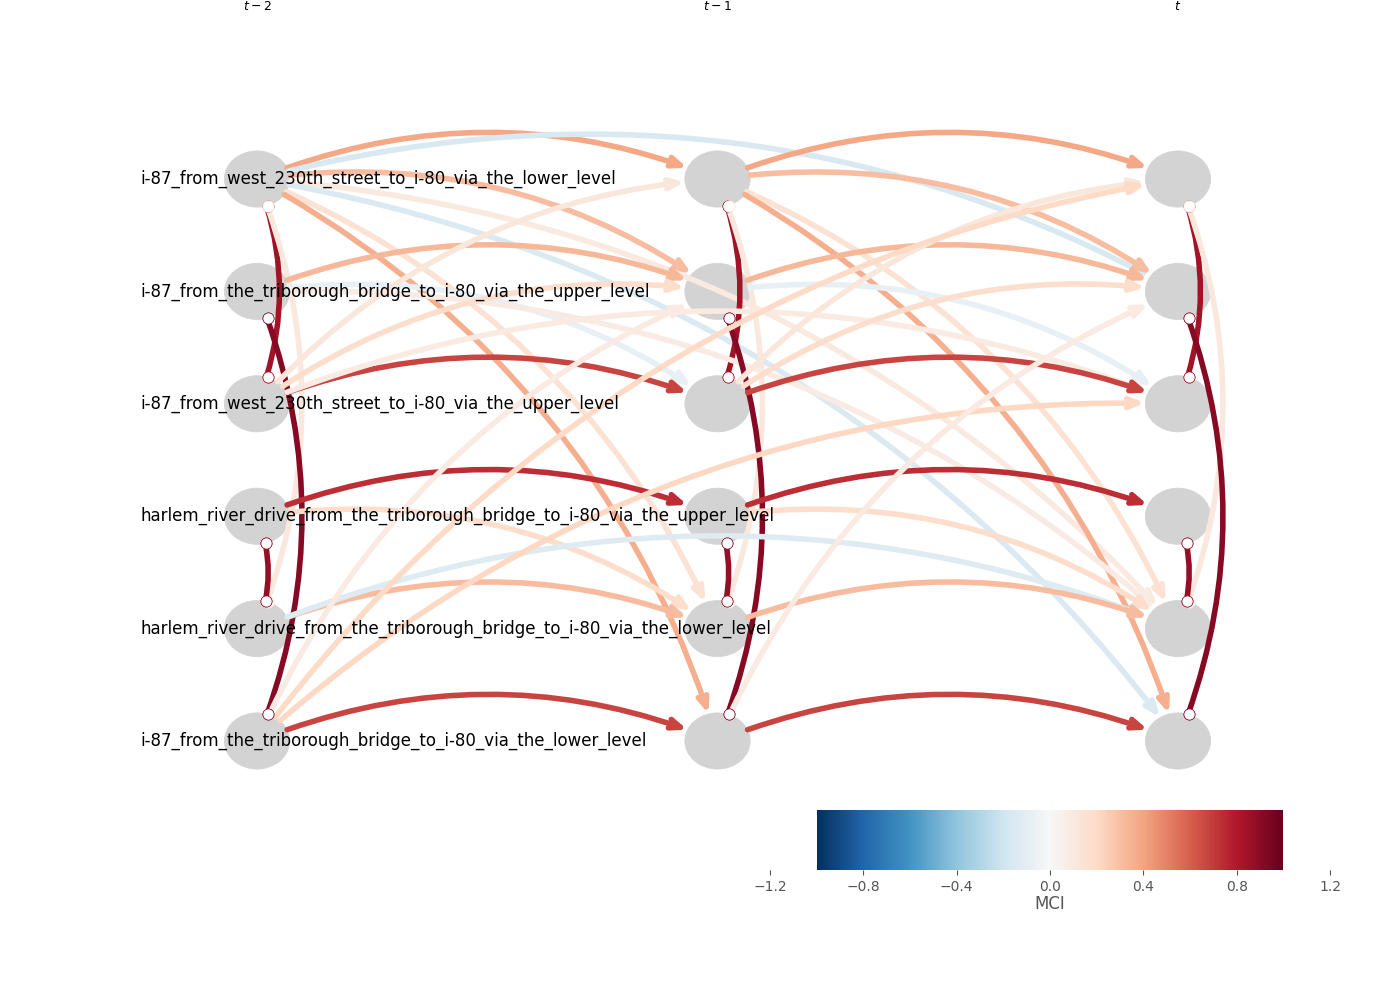 t − 2 t − 1 t
i-87_from_west_230th_street_to_i-80_via_the_lower_level
i-87_from_the_triborough_bridge_to_i-80_via_the_upper_level
i-87_from_west_230th_street_to_i-80_via_the_upper_level
harlem_river_drive_from_the_triborough_bridge_to_i-80_via_the_upper_level
harlem_river_drive_from_the_triborough_bridge_to_i-80_via_the_lower_level
i-87_from_the_triborough_bridge_to_i-80_via_the_lower_level
−1.2 −0.8 −0.4 0.0 0.4 0.8 1.2
MCI